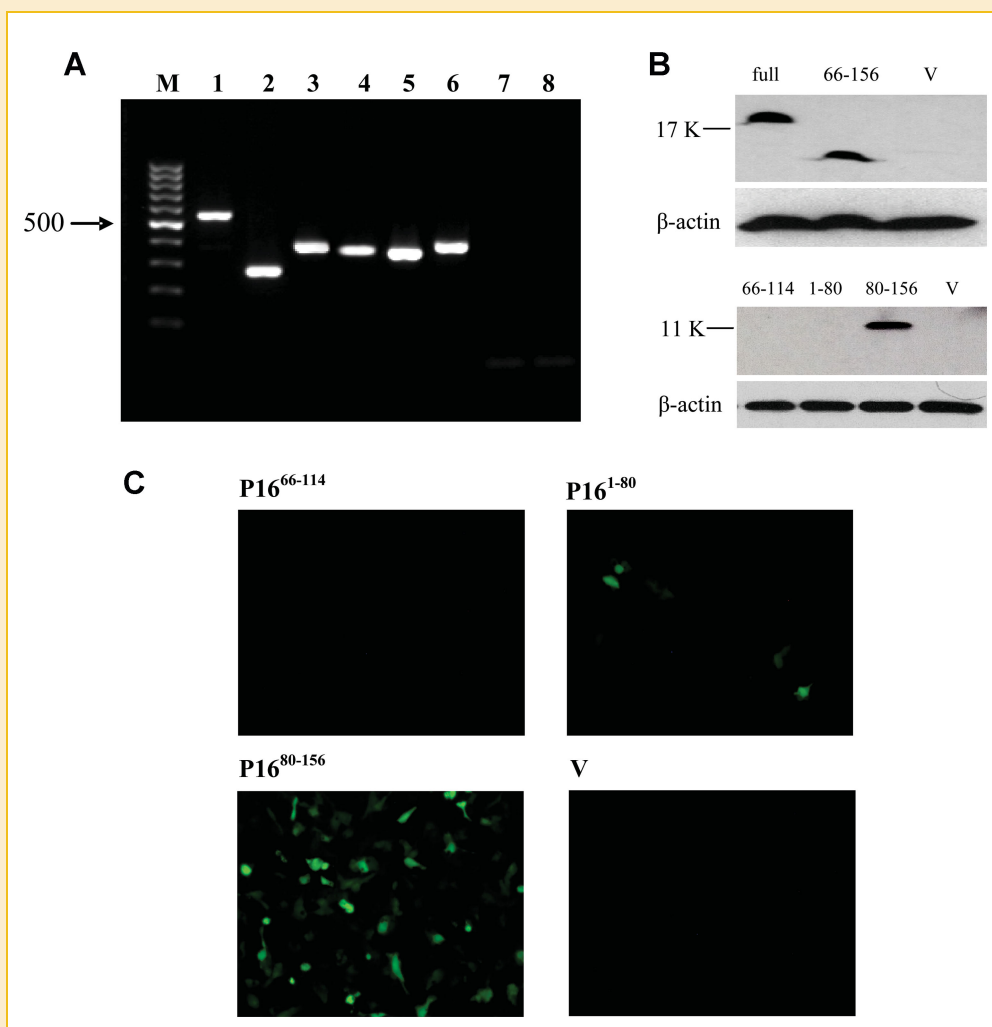 A
M 1 2 3 4 5 6 7 8
500
B
full 66-156 V
17 K
β-actin
66-114 1-80 80-156 V
11 K
β-actin
C
P16 66-114
P16 1-80
P16 80-156
V